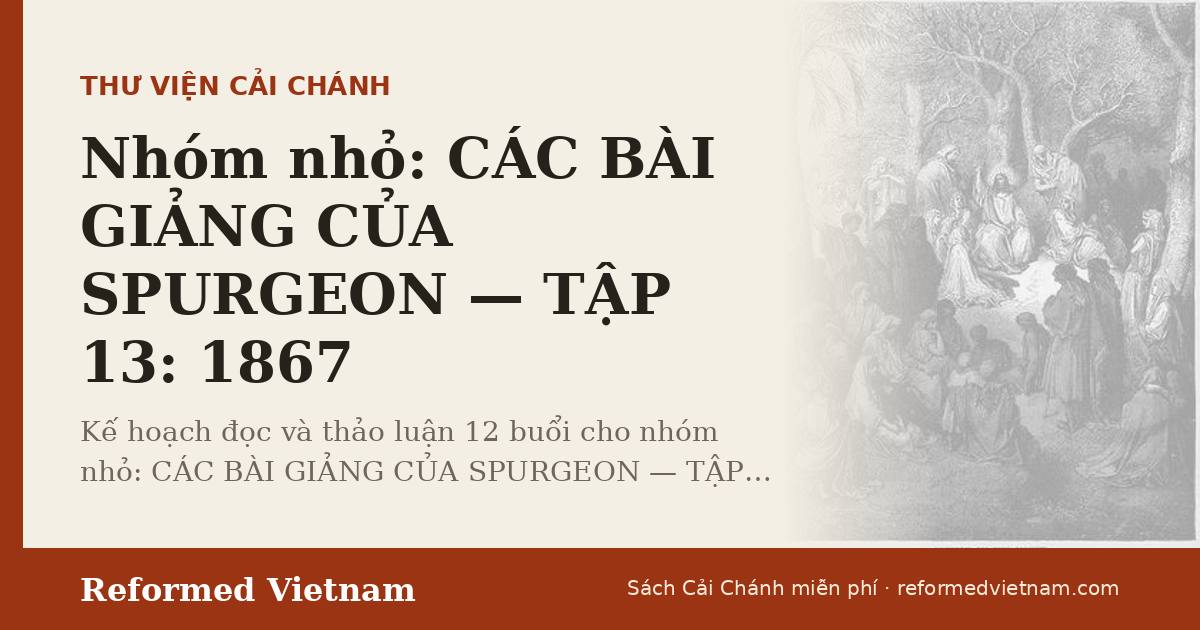 THƯ VIỆN CẢI CHÁNH
Nhóm nhỏ: CÁC BÀI
GIẢNG CỦA
SPURGEON — TẬP
13: 1867
Kế hoạch đọc và thảo luận 12 buổi cho nhóm
nhỏ: CÁC BÀI GIẢNG CỦA SPURGEON — TẬP...
Reformed Vietnam
Sách Cải Chánh miễn phí · reformedvietnam.com